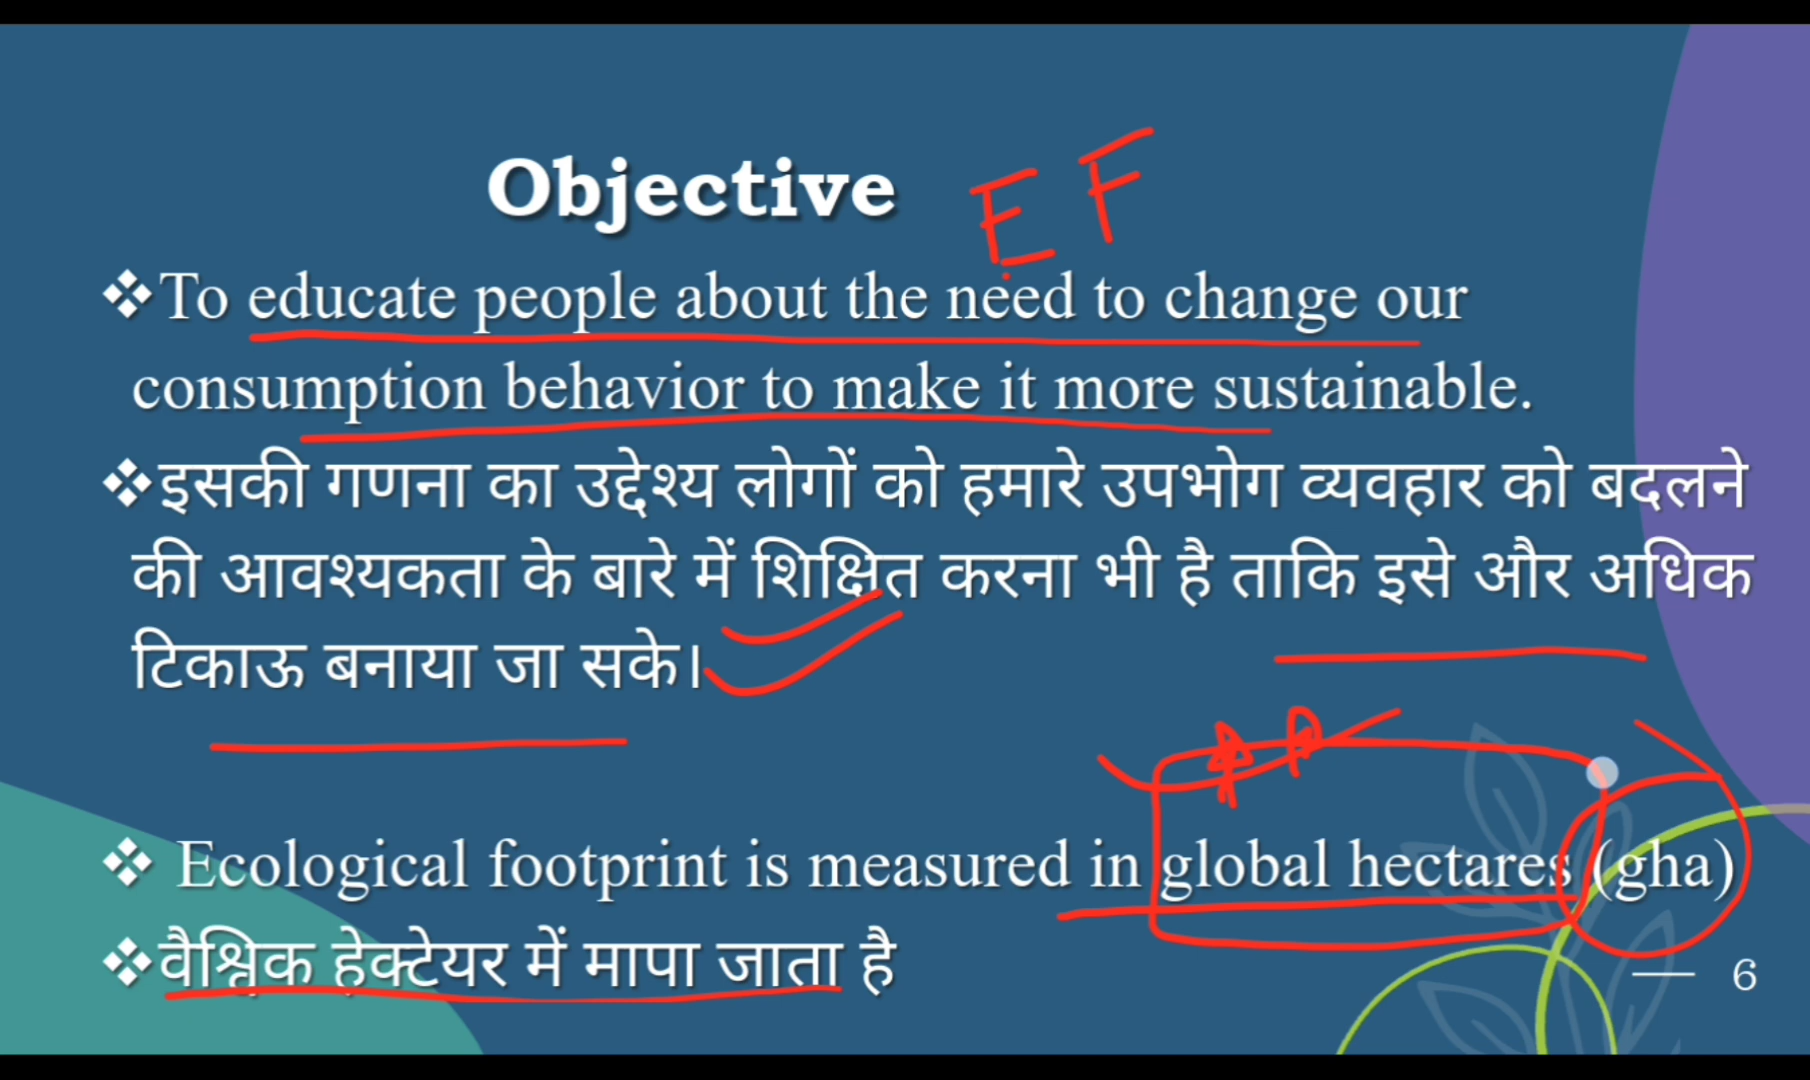 Objective EF
❖To educate people about the need to change our
consumption behavior to make it more sustainable.
❖इसकी गणना का उद्देश्य लोगों को हमारे उपभोग व्यवहार को बदलने
की आवश्यकता के बारे में शिक्षित करना भी है ताकि इसे और अधिक
टिकाऊ बनाया जा सके।
❖ Ecological footprint is measured in global hectares (gha)
❖वैश्विक हेक्टेयर में मापा जाता है
6